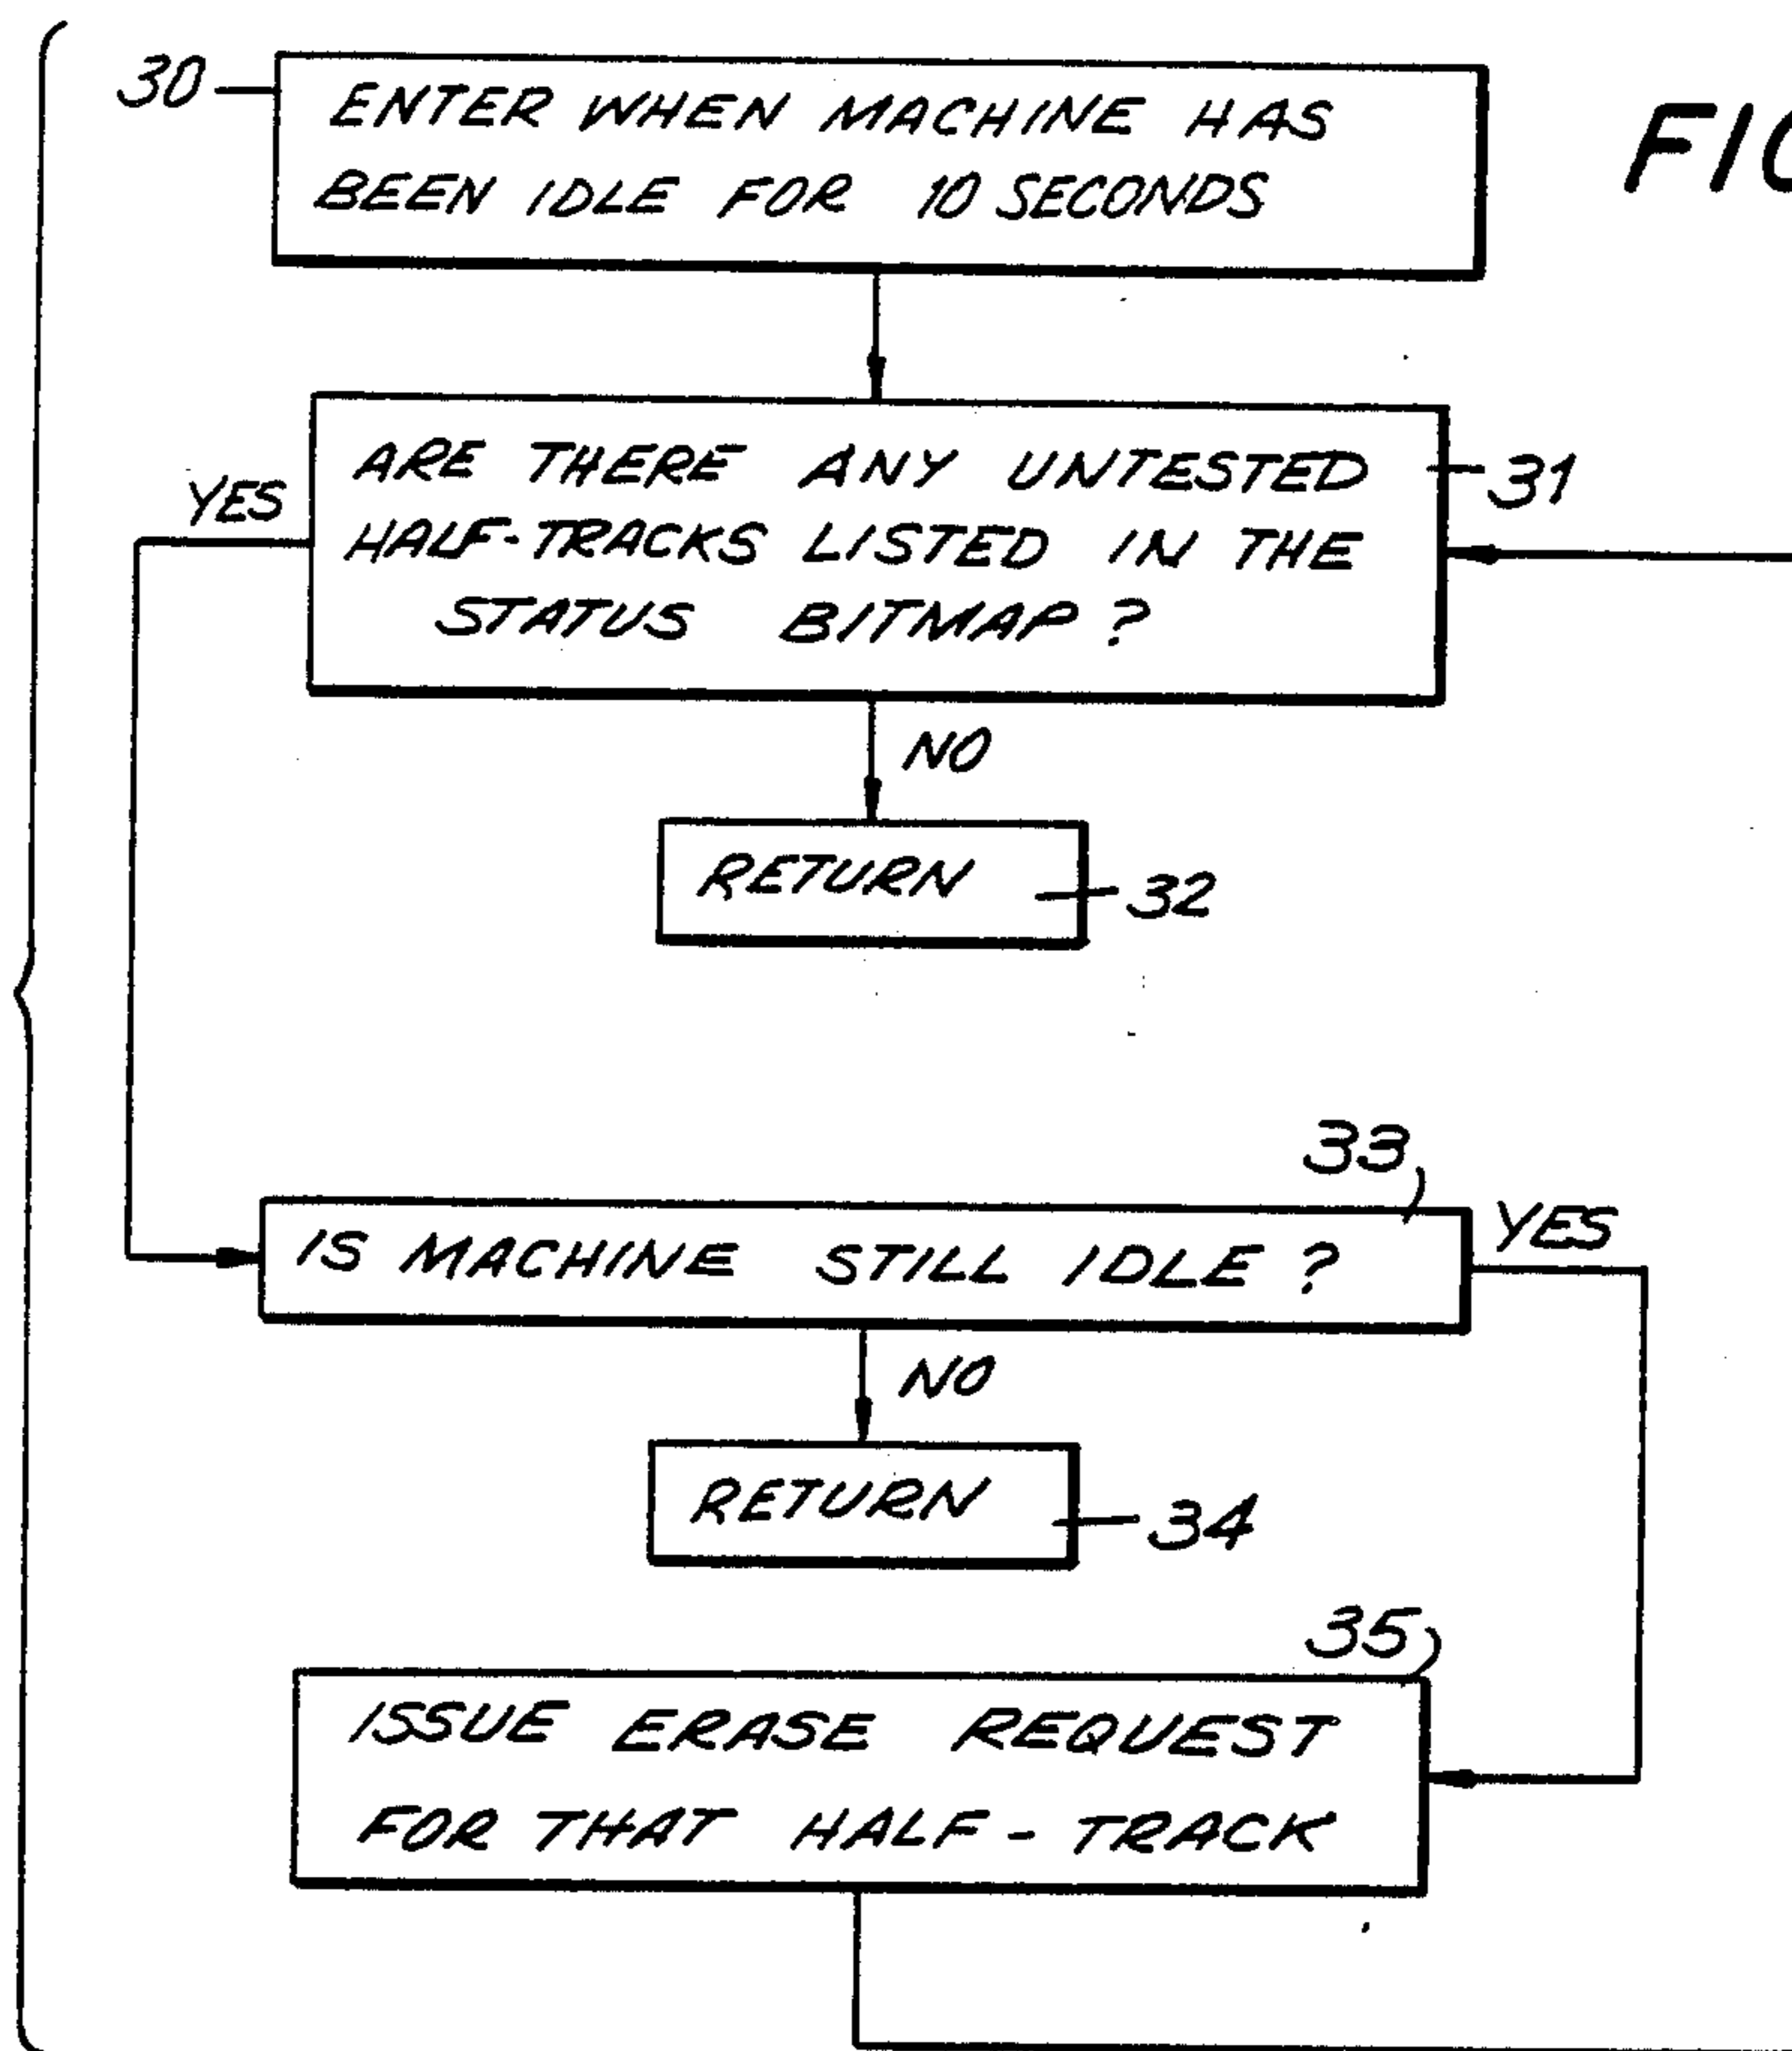 30
ENTER WHEN MACHINE HAS
BEEN IDLE FOR 10 SECONDS
ARE THERE ANY UNTESTED
HALF-TRACKS LISTED IN THE
STATUS BITMAP?
31
YES
NO
RETURN
32
33
IS MACHINE STILL IDLE?
YES
NO
RETURN
34
35
ISSUE ERASE REQUEST
FOR THAT HALF-TRACK